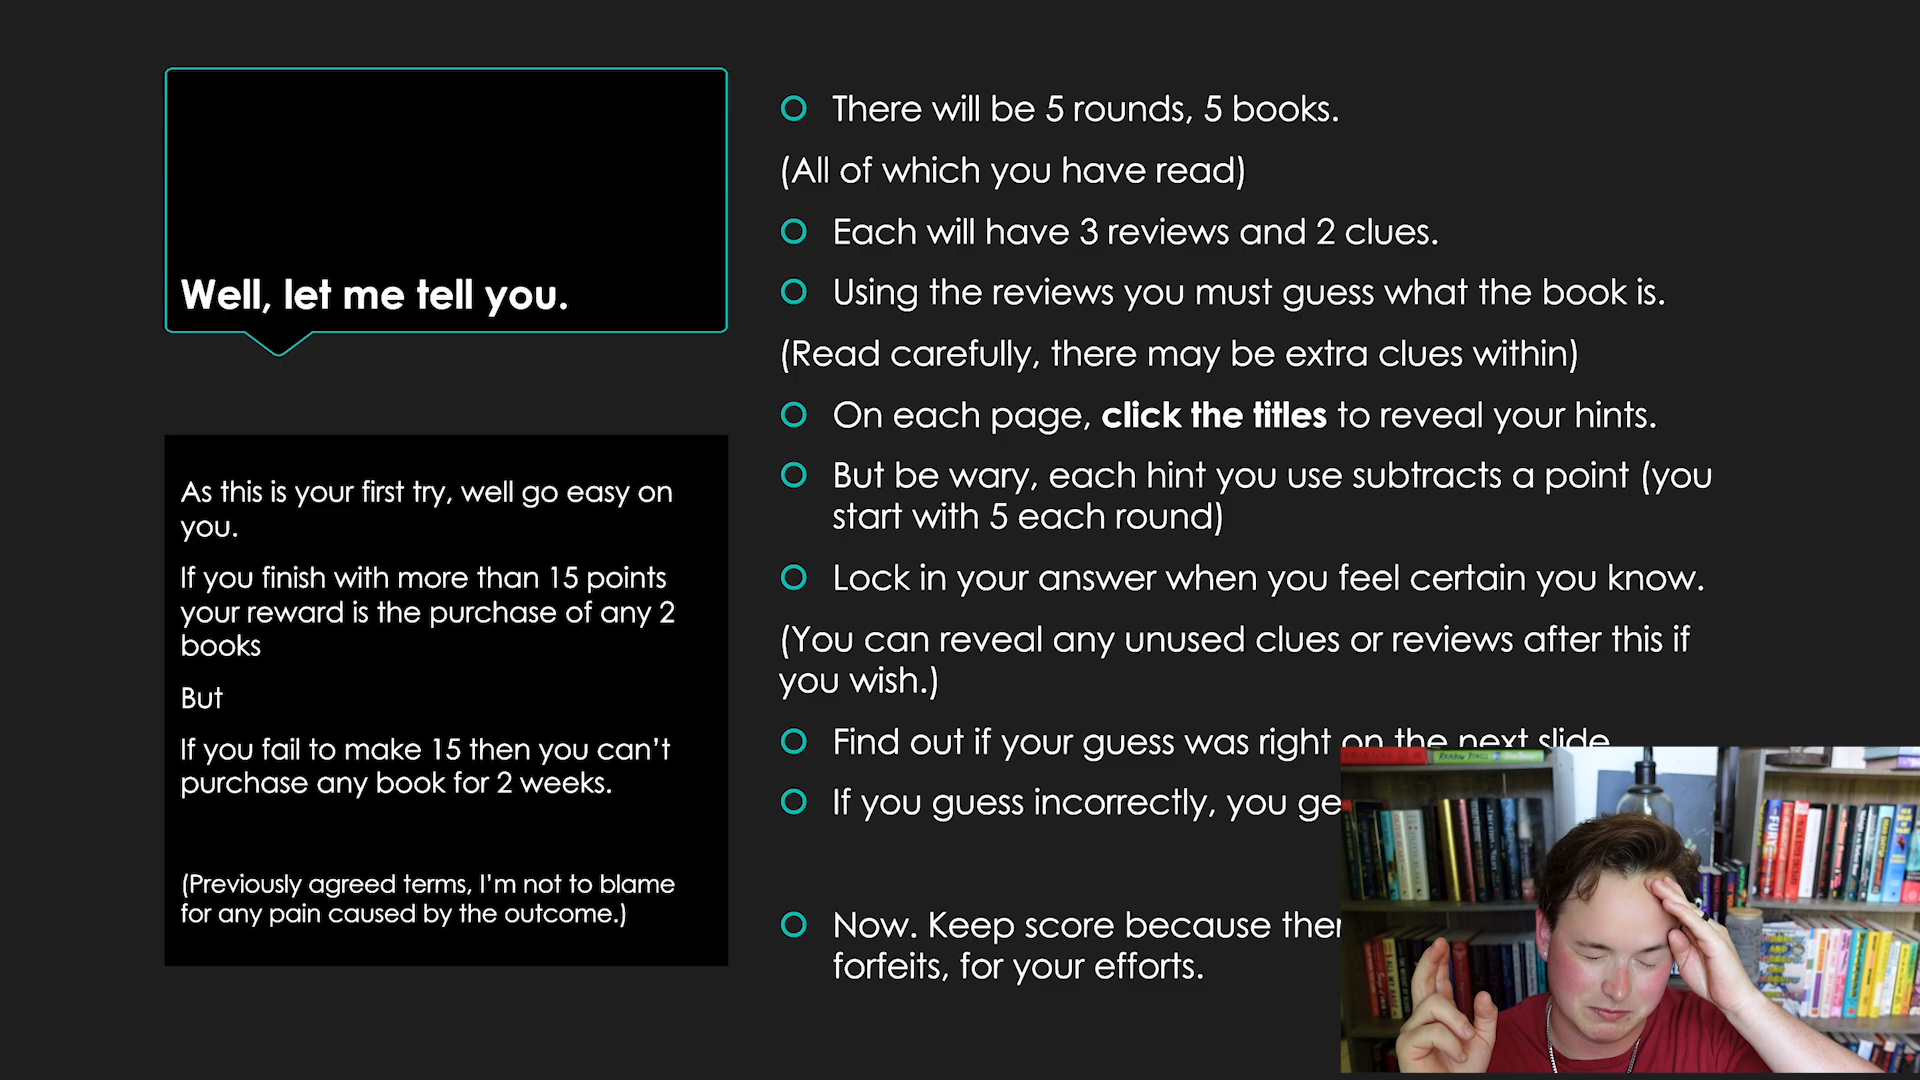 Well, let me tell you.
As this is your first try, well go easy on
you.
If you finish with more than 15 points
your reward is the purchase of any 2
books
But
If you fail to make 15 then you can't
purchase any book for 2 weeks.
(Previously agreed terms, I'm not to blame
for any pain caused by the outcome.)
There will be 5 rounds, 5 books.
(All of which you have read)
Each will have 3 reviews and 2 clues.
Using the reviews you must guess what the book is.
(Read carefully, there may be extra clues within)
On each page, click the titles to reveal your hints.
But be wary, each hint you use subtracts a point (you
start with 5 each round)
Lock in your answer when you feel certain you know.
(You can reveal any unused clues or reviews after this if
you wish.)
Find out if your guess was right on the next slide
If you guess incorrectly, you ge
Now. Keep score because ther
forfeits, for your efforts.
RAINBOW ROWELL
FURY